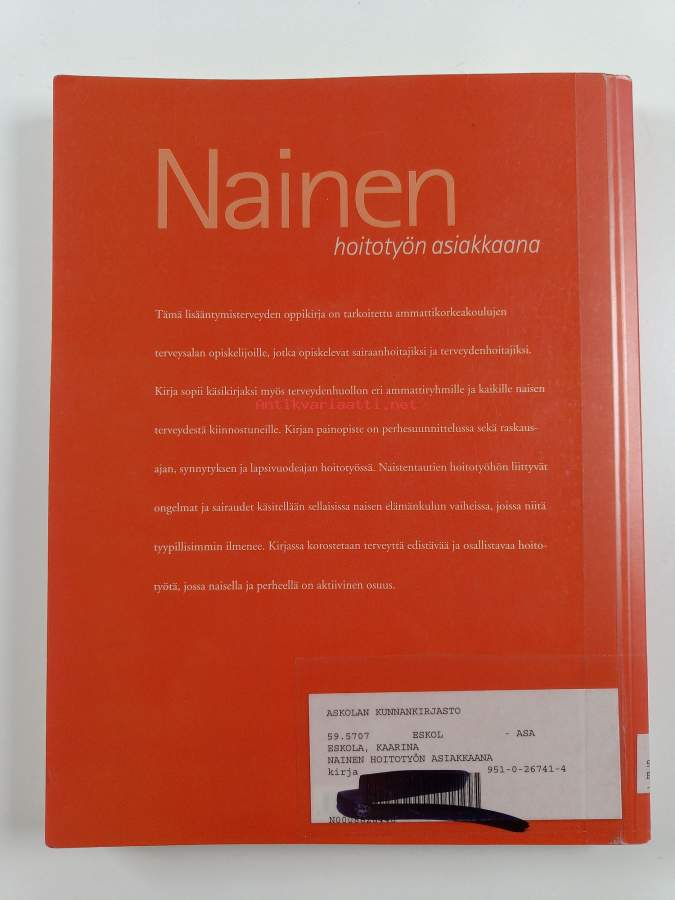 Nainen
hoitotyön asiakkaana
Tämä lisääntymisterveyden oppikirja on tarkoitettu ammattikorkeakoulujen
terveysalan opiskelijoille, jotka opiskelevat sairaanhoitajiksi ja terveydenhoitajiksi.
Kirja sopii käsikirjaksi myös terveydenhuollon eri ammattiryhmille ja kaikille naisen
Antikvariaatti.net
terveydestä kiinnostuneille. Kirjan painopiste on perhesuunnittelussa sekä raskaus-
ajan, synnytyksen ja lapsivuodeajan hoitotyössä. Naistentautien hoitotyöhön liittyvät
ongelmat ja sairaudet käsitellään sellaisissa naisen elämänkulun vaiheissa, joissa niitä
tyypillisimmin ilmenee. Kirjassa korostetaan terveyttä edistävää ja osallistavaa hoito-
työtä, jossa naisella ja perheellä on aktiivinen osuus.
ASKOLAN KUNNANKIRJASTO
59.5707 ESKOL - ASA
ESKOLA, KAARINA
NAINEN HOITOTYÖN ASIAKKAANA
kirja 951-0-26741-4